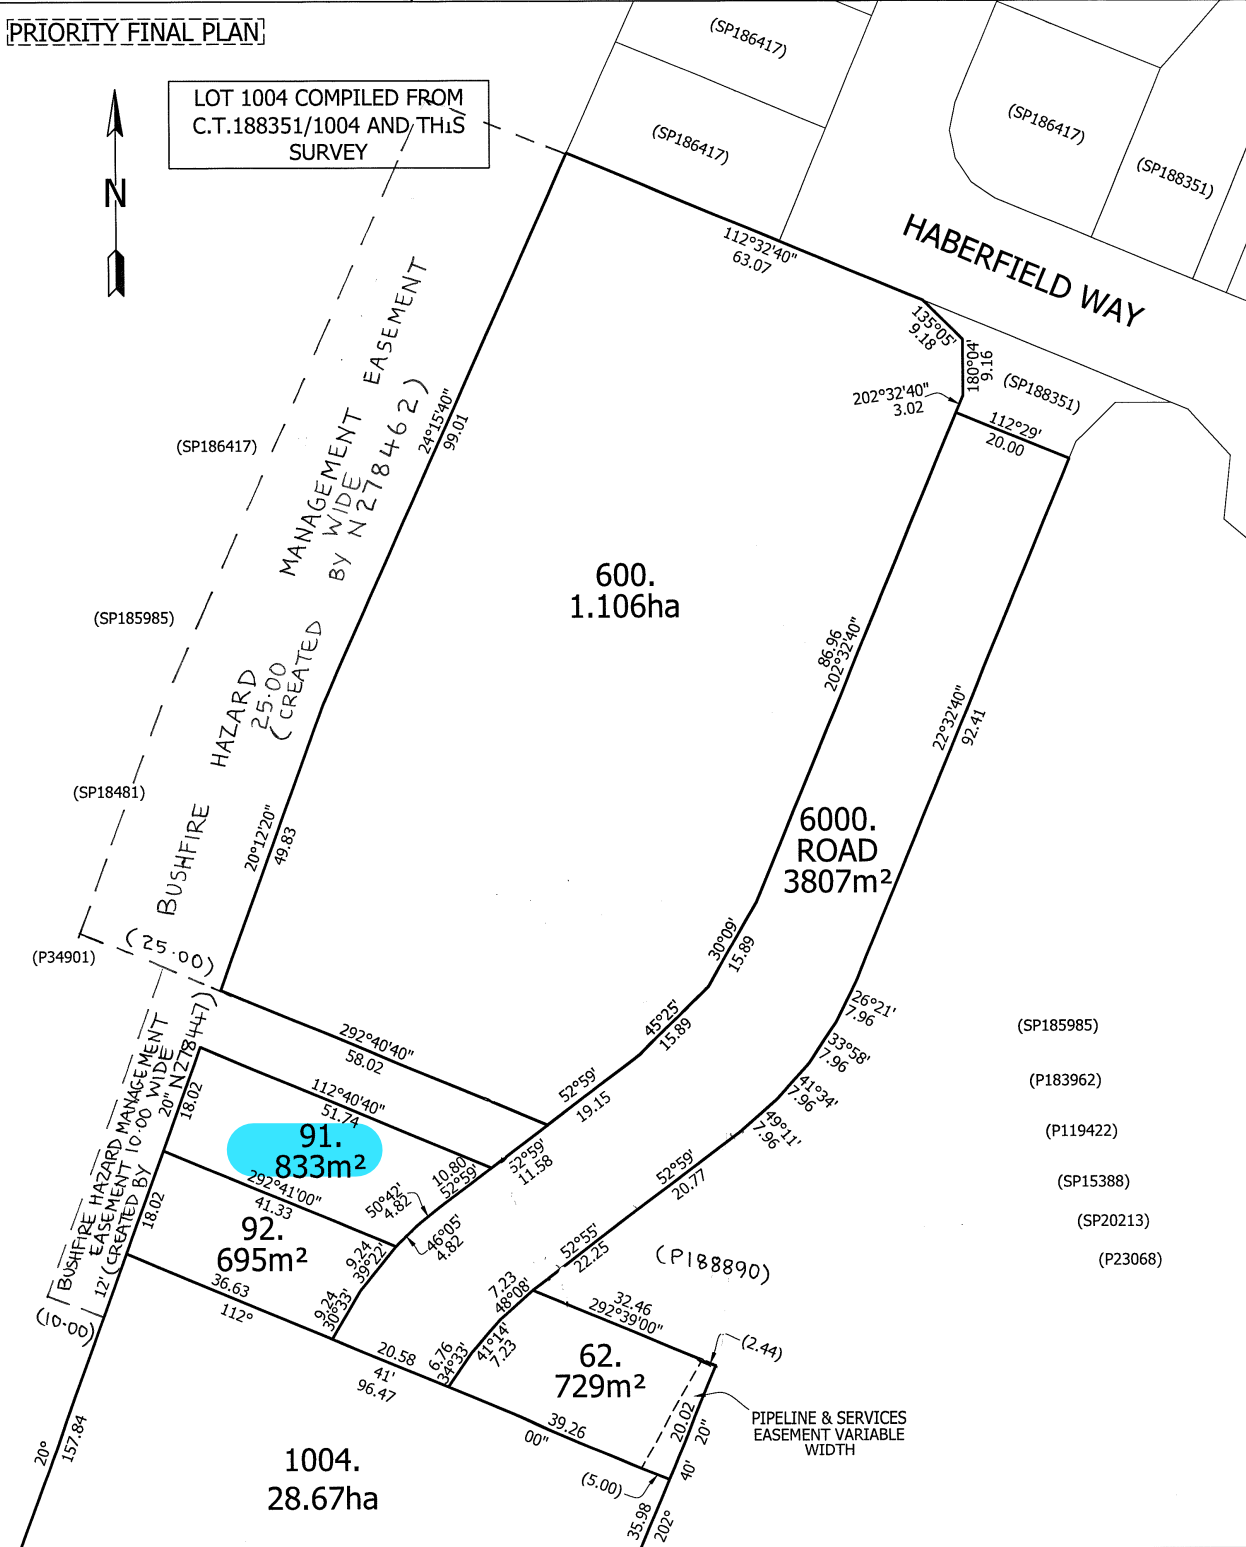 PRIORITY FINAL PLAN
LOT 1004 COMPILED FROM
C.T.188351/1004 AND THIS
SURVEY
N
(SP186417)
(SP186417)
(SP186417)
(SP188351)
HABERFIELD WAY
112°32'40"
63.07
135°05'
9.18
180°04'
9.16
(SP188351)
202°32'40"
3.02
112°29'
20.00
BUSHFIRE HAZARD MANAGEMENT EASEMENT
25.00 WIDE
(CREATED BY N278462)
24°15'40"
99.01
(SP186417)
(SP185985)
(SP18481)
(P34901)
(25.00)
600.
1.106ha
86.96
202°32'40"
22°32'40"
92.41
6000.
ROAD
3807m²
20°12'20"
49.83
30°09'
15.89
45°25'
15.89
26°21'
7.96
33°58'
7.96
41°34'
7.96
49°11'
7.96
(SP185985)
(P183962)
(P119422)
(SP15388)
(SP20213)
(P23068)
292°40'40"
58.02
52°59'
19.15
112°40'40"
51.74
91.
833m²
52°59'
11.58
10.80
52°59'
50°42'
4.82
46°05'
4.82
52°59'
20.77
BUSHFIRE HAZARD MANAGEMENT
EASEMENT 10.00 WIDE
(CREATED BY N278447)
20°
12'
20"
18.02
18.02
(10.00)
292°41'00"
41.33
92.
695m²
9.24
39°22'
9.24
30°33'
52°55'
22.25
(P188890)
7.23
48°08'
41°14'
7.23
6.76
34°33'
32.46
292°39'00"
(2.44)
62.
729m²
36.63
112°
20.58
41'
96.47
39.26
00"
20.02
20"
40'
202°
35.98
(5.00)
PIPELINE & SERVICES
EASEMENT VARIABLE
WIDTH
20°
157.84
1004.
28.67ha